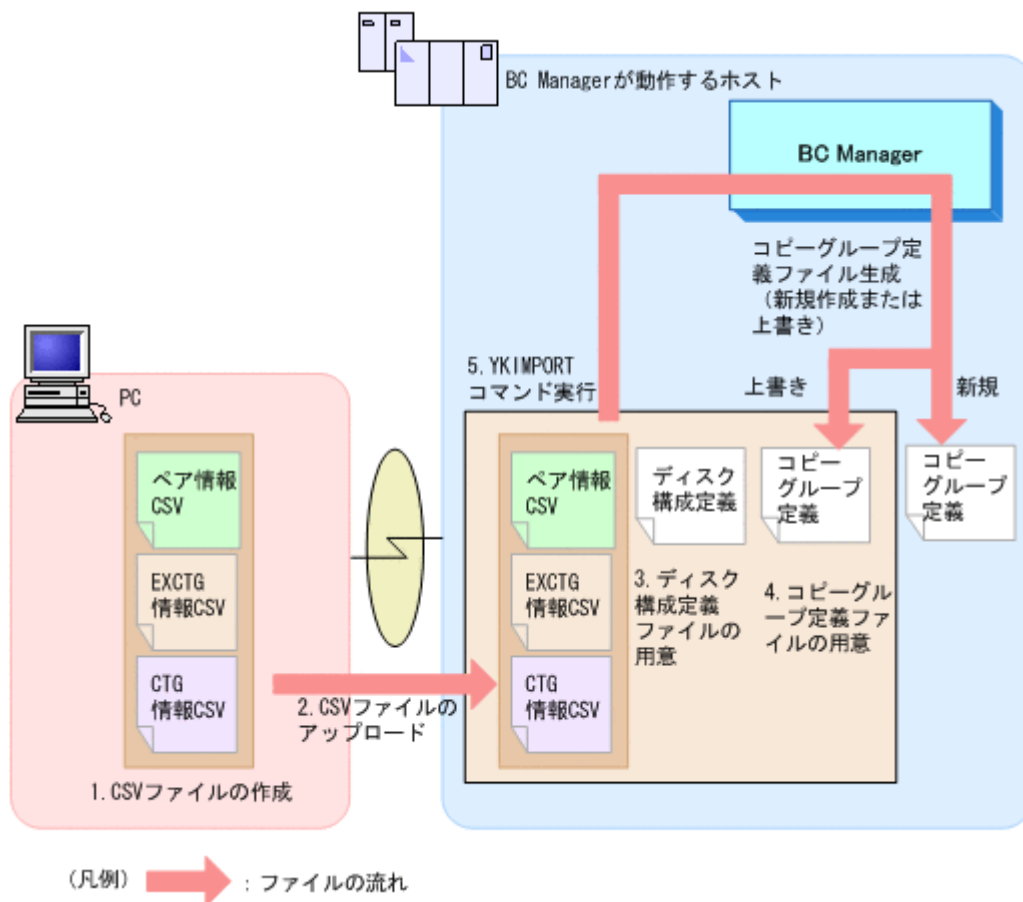 BC Managerが動作するホスト
BC Manager
コピーグループ定
義ファイル生成
（新規作成または
上書き）
5.YKIMPORT
コマンド実行
上書き
新規
PC
ペア情報
CSV
EXCTG
情報CSV
CTG
情報CSV
1.CSVファイルの作成
2.CSVファイルの
アップロード
ペア情報
CSV
EXCTG
情報CSV
CTG
情報CSV
ディスク
構成定義
コピー
グループ
定義
コピー
グループ
定義
3.ディスク
構成定義
ファイルの
用意
4.コピーグル
ープ定義ファ
イルの用意
（凡例）
：ファイルの流れ